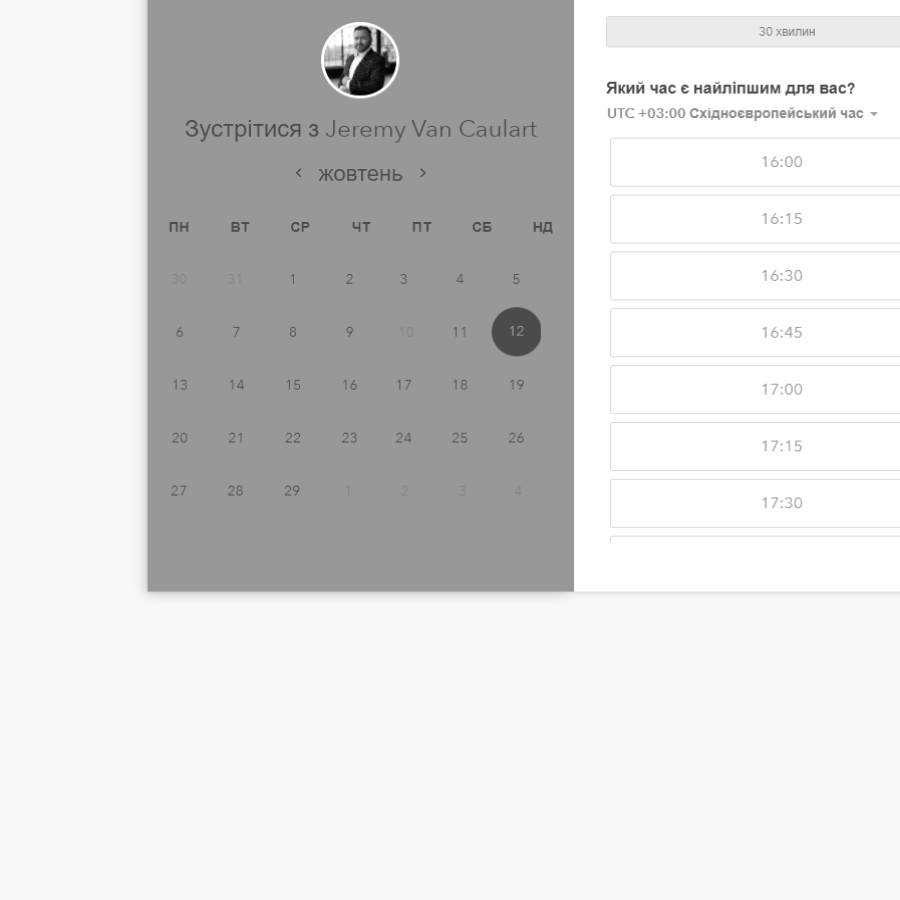 Зустрітися з Jeremy Van Caulart
жовтень
ПН ВТ СР ЧТ ПТ СБ НД
30 31 1 2 3 4 5
6 7 8 9 10 11 12
13 14 15 16 17 18 19
20 21 22 23 24 25 26
27 28 29 1 2 3 4
30 хвилин
Який час є найліпшим для вас?
UTC +03:00 Східноєвропейський час
16:00
16:15
16:30
16:45
17:00
17:15
17:30